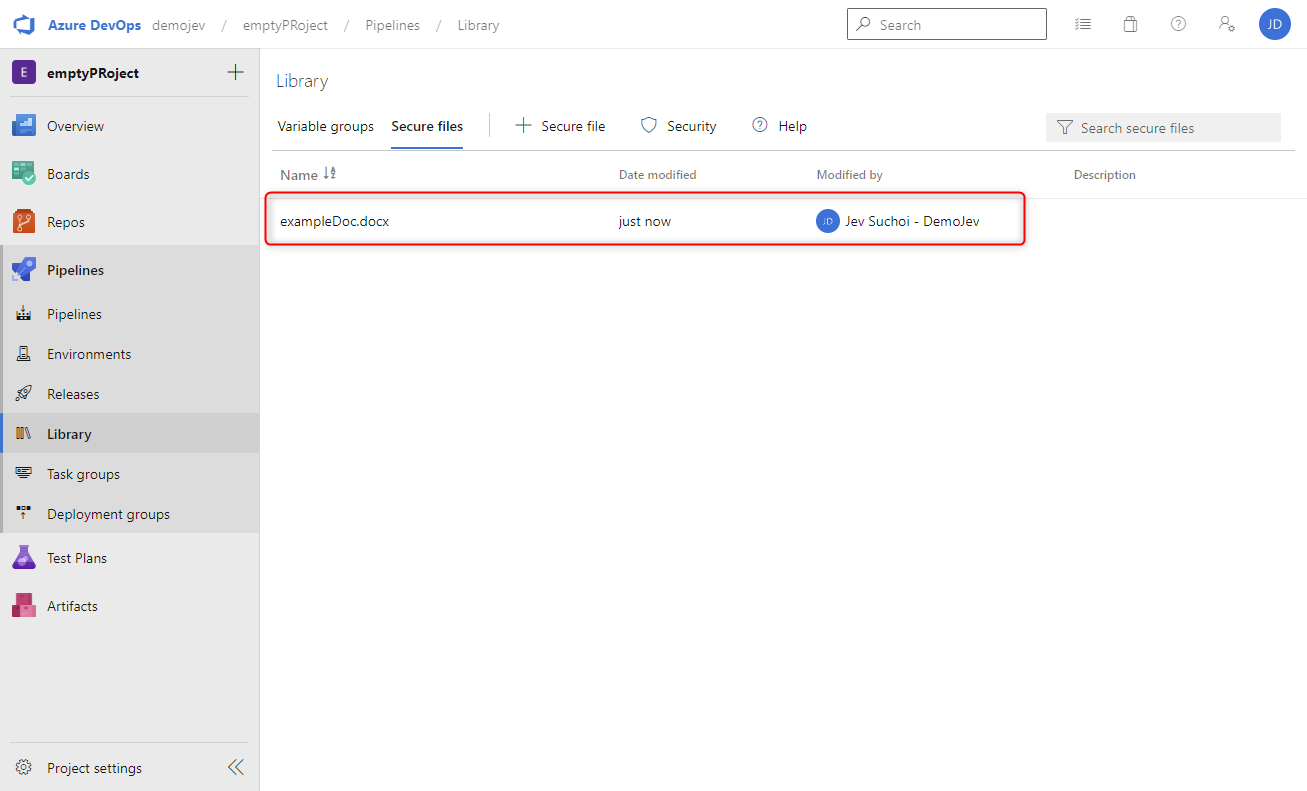 Azure DevOps demojev / emptyPRoject / Pipelines / Library Search JD
E emptyPRoject
Overview
Boards
Repos
Pipelines
Pipelines
Environments
Releases
Library
Task groups
Deployment groups
Test Plans
Artifacts
Project settings
Library
Variable groups Secure files Secure file Security Help Search secure files
Name Date modified Modified by Description
exampleDoc.docx just now JD Jev Suchoi - DemoJev